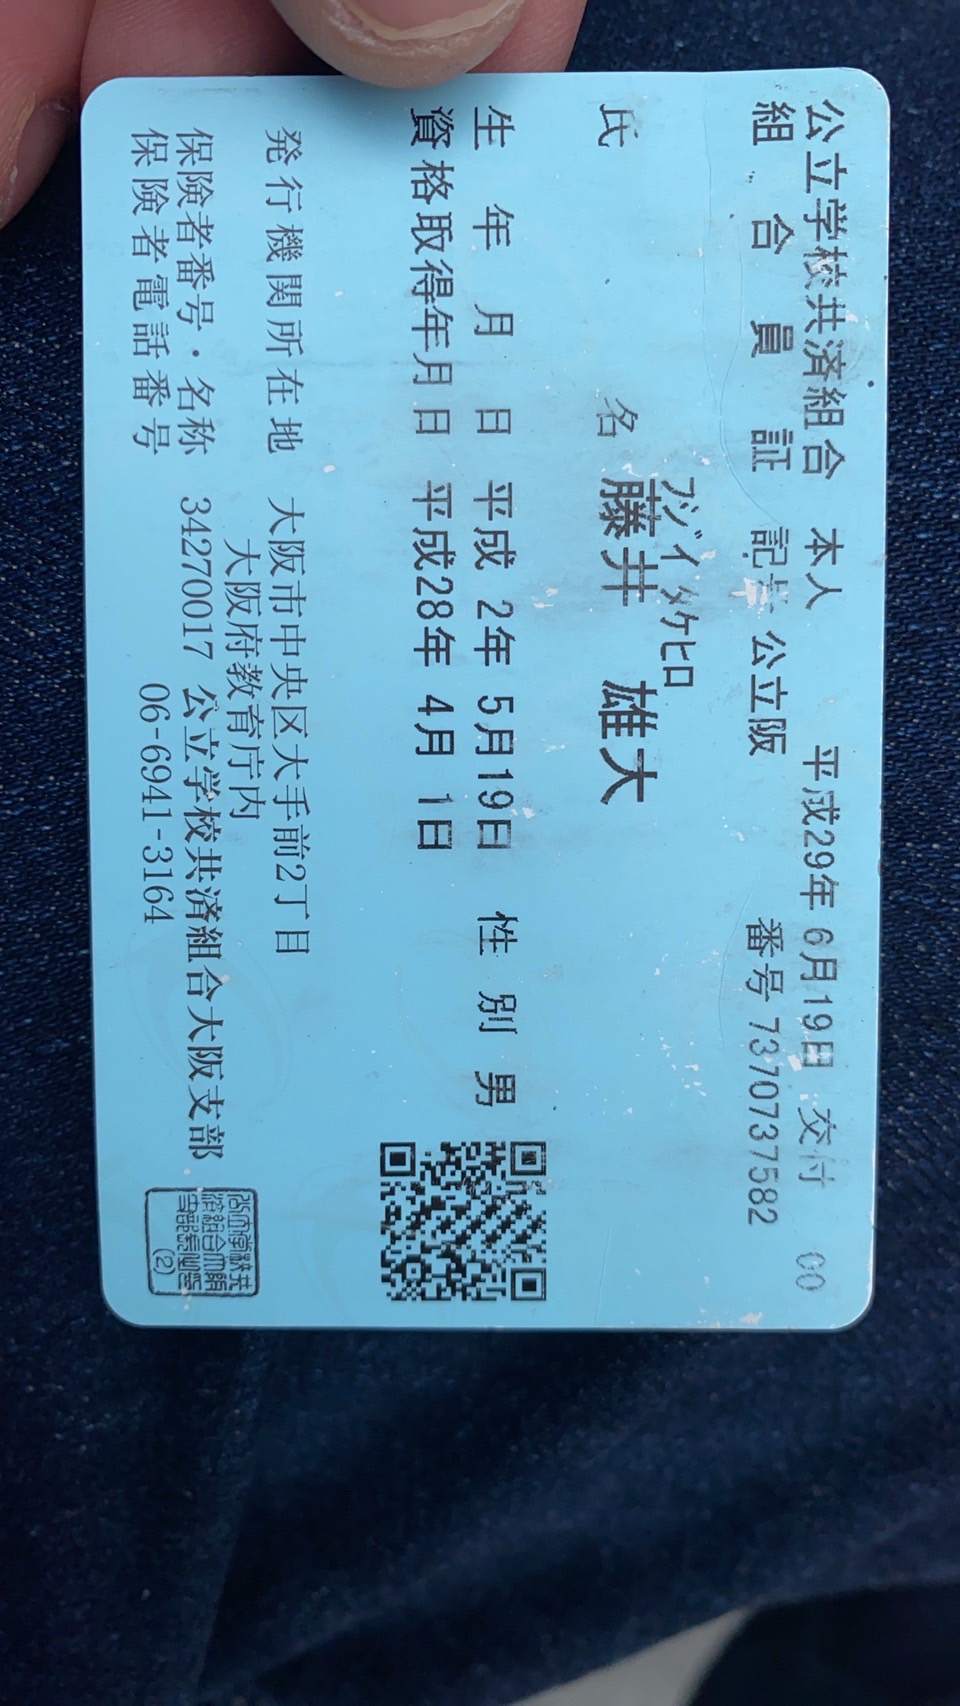 公立学校共済組合 本人 平成29年 6月19日 交付 00
組合員証 記号 公立阪 番号 7370737582
フジイ タケヒロ
氏名 藤井 雄大
生年月日 平成 2年 5月19日 性別 男
資格取得年月日 平成28年 4月 1日
発行機関所在地 大阪市中央区大手前2丁目
大阪府教育庁内
保険者番号・名称 34270017 公立学校共済組合大阪支部
保険者電話番号 06-6941-3164
(2)